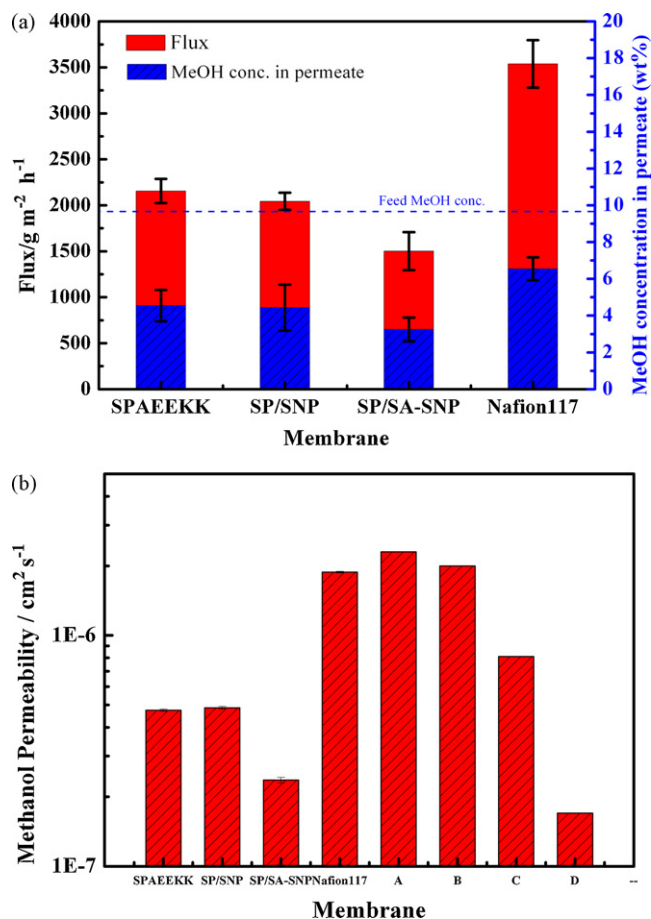 (a)
4000
3500
3000
2500
2000
1500
1000
500
0
Flux/g m⁻² h⁻¹
Flux
MeOH conc. in permeate
Feed MeOH conc.
20
18
16
14
12
10
8
6
4
2
0
MeOH concentration in permeate (wt%)
SPAEEKK SP/SNP SP/SA-SNP Nafion117
Membrane
(b)
Methanol Permeability / cm² s⁻¹
1E-6
1E-7
SPAEEKK SP/SNP SP/SA-SNP Nafion117 A B C D --
Membrane